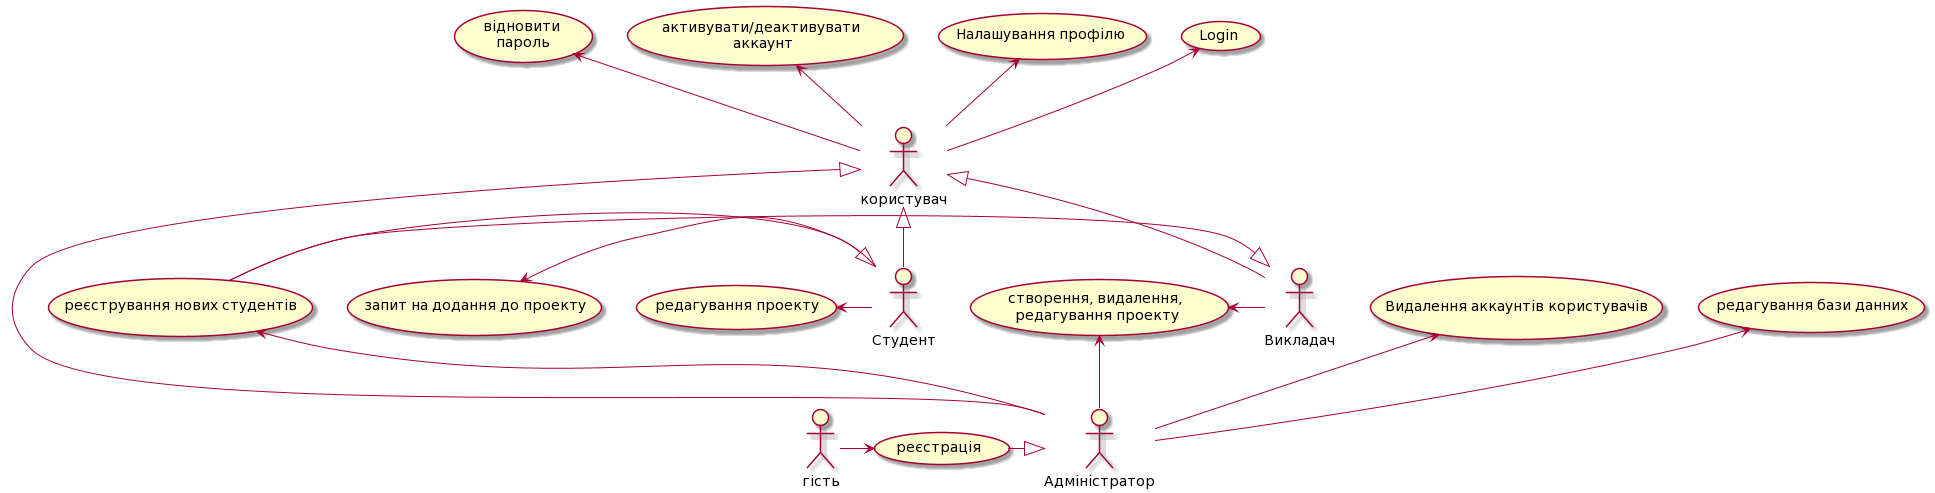 відновити
пароль
активувати/деактивувати
аккаунт
Налашування профілю
Login
користувач
реєстрування нових студентів
запит на додання до проекту
редагування проекту
Студент
створення, видалення,
редагування проекту
Викладач
Видалення аккаунтів користувачів
редагування бази данних
гість
реєстрація
Адміністратор